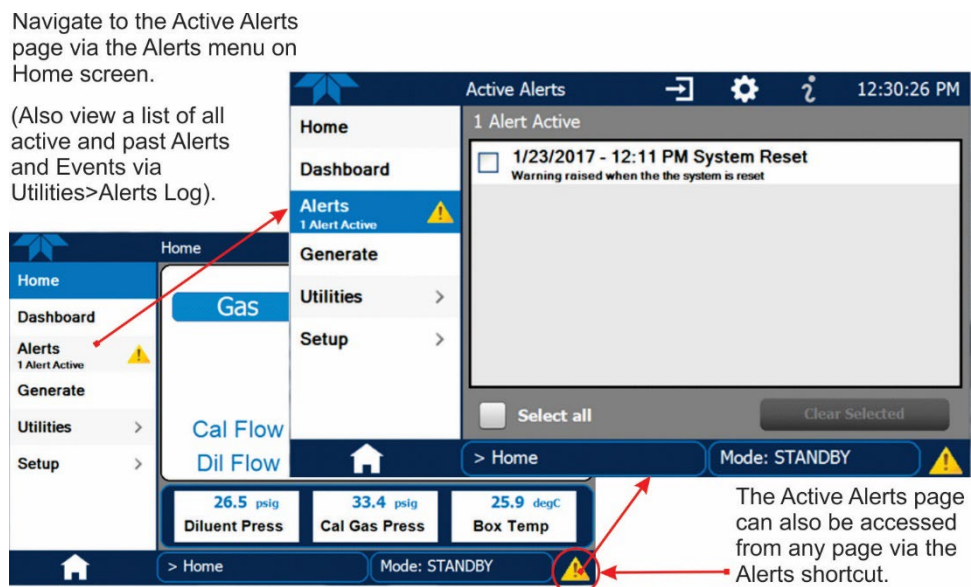 Navigate to the Active Alerts
page via the Alerts menu on
Home screen.
(Also view a list of all
active and past Alerts
and Events via
Utilities>Alerts Log).
Active Alerts
12:30:26 PM
Home
Dashboard
Alerts
1 Alert Active
Generate
Utilities >
Setup >
1 Alert Active
1/23/2017 - 12:11 PM System Reset
Warning raised when the the system is reset
Select all
Clear Selected
> Home
Mode: STANDBY
Home
Home
Dashboard
Alerts
1 Alert Active
Generate
Utilities >
Setup >
Gas
Cal Flow
Dil Flow
26.5 psig
Diluent Press
33.4 psig
Cal Gas Press
25.9 degC
Box Temp
> Home
Mode: STANDBY
The Active Alerts page
can also be accessed
from any page via the
Alerts shortcut.